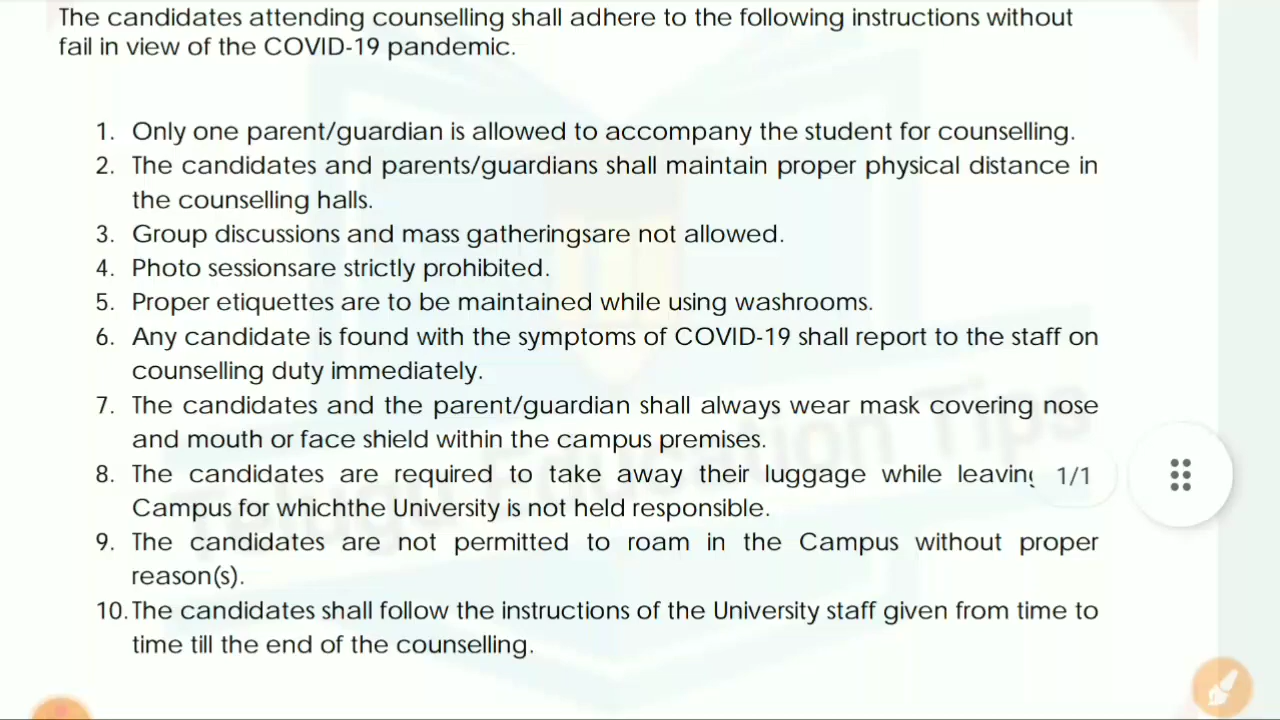 The candidates attending counselling shall adhere to the following instructions without
fail in view of the COVID-19 pandemic.
1. Only one parent/guardian is allowed to accompany the student for counselling.
2. The candidates and parents/guardians shall maintain proper physical distance in
the counselling halls.
3. Group discussions and mass gatheringsare not allowed.
4. Photo sessionsare strictly prohibited.
5. Proper etiquettes are to be maintained while using washrooms.
6. Any candidate is found with the symptoms of COVID-19 shall report to the staff on
counselling duty immediately.
7. The candidates and the parent/guardian shall always wear mask covering nose
and mouth or face shield within the campus premises.
8. The candidates are required to take away their luggage while leaving 1/1
Campus for whichthe University is not held responsible.
9. The candidates are not permitted to roam in the Campus without proper
reason(s).
10. The candidates shall follow the instructions of the University staff given from time to
time till the end of the counselling.
Telugu Education Tips